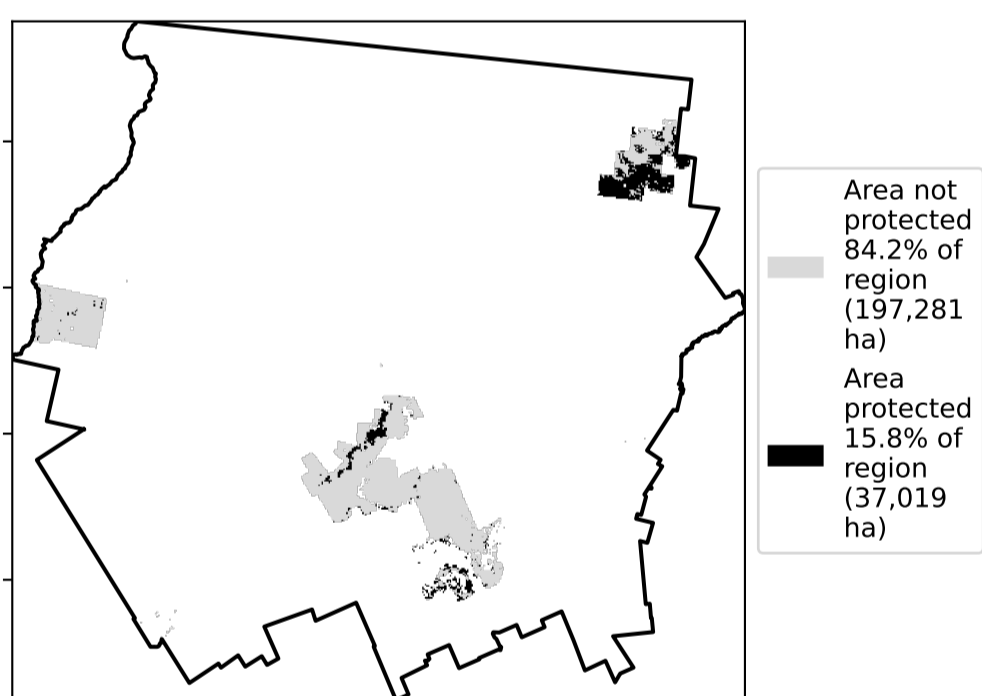 Area not
protected
84.2% of
region
(197,281
ha)
Area
protected
15.8% of
region
(37,019
ha)